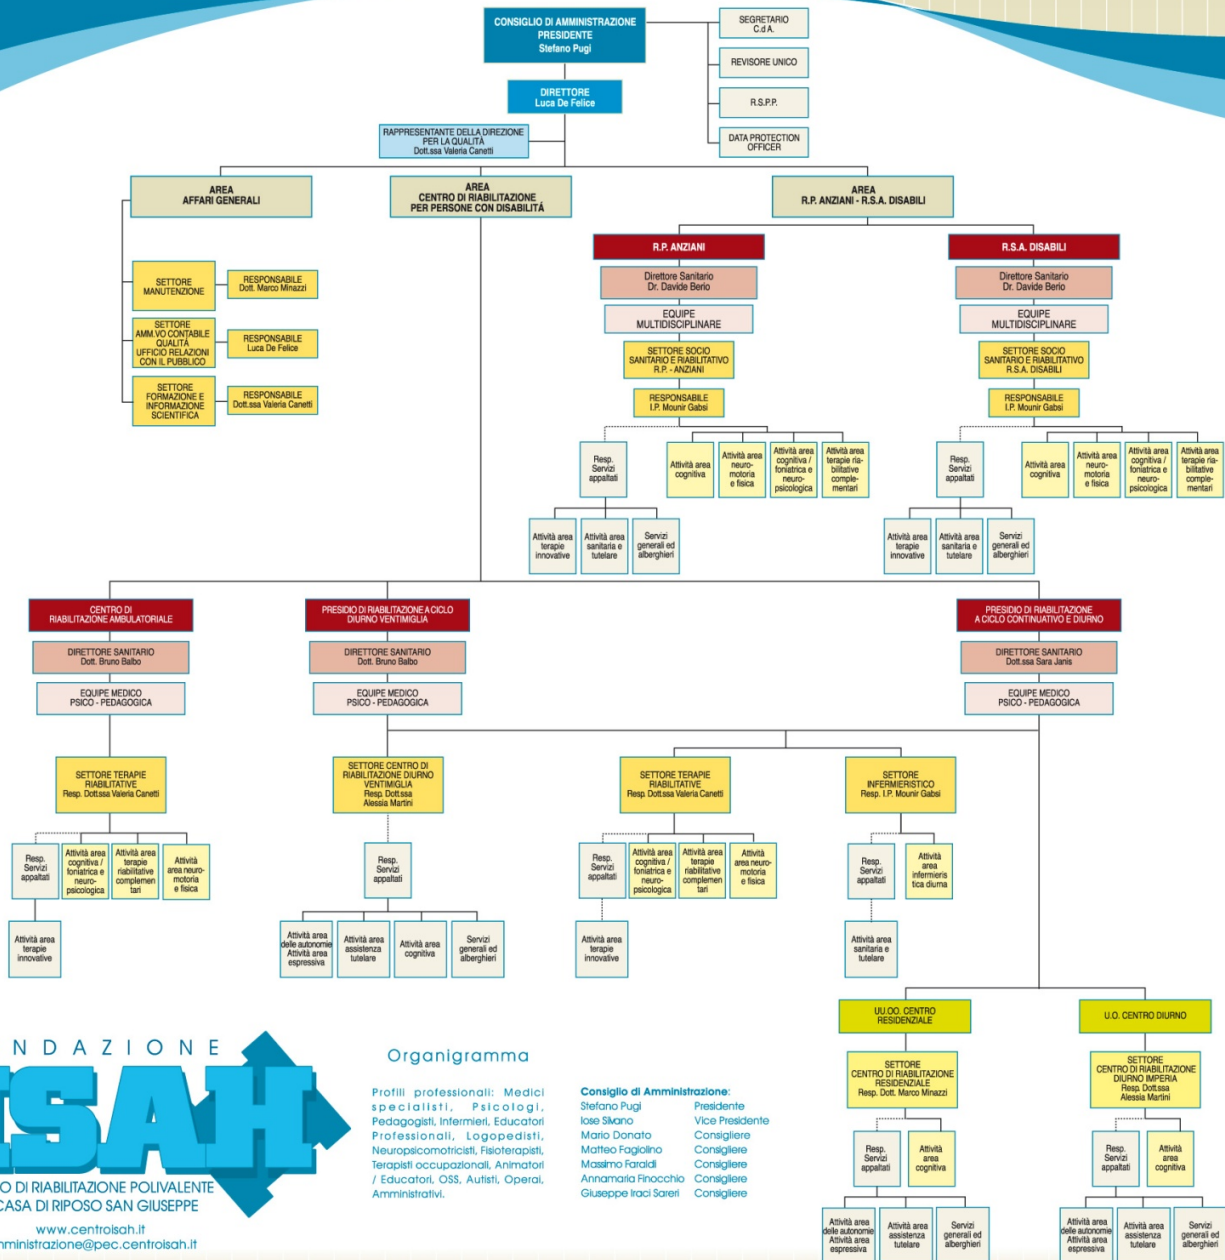 CONSIGLIO DI AMMINISTRAZIONE
PRESIDENTE
Stefano Pugi
SEGRETARIO
C.d.A.
REVISORE UNICO
R.S.P.P.
DATA PROTECTION
OFFICER
DIRETTORE
Luca De Felice
RAPPRESENTANTE DELLA DIREZIONE
PER LA QUALITÀ
Dott.ssa Valeria Canetti
AREA
AFFARI GENERALI
AREA
CENTRO DI RIABILITAZIONE
PER PERSONE CON DISABILITÁ
AREA
R.P. ANZIANI - R.S.A. DISABILI
SETTORE
MANUTENZIONE
RESPONSABILE
Dott. Marco Minazzi
SETTORE
AMM.VO CONTABILE
QUALITÀ
UFFICIO RELAZIONI
CON IL PUBBLICO
RESPONSABILE
Luca De Felice
SETTORE
FORMAZIONE E
INFORMAZIONE
SCIENTIFICA
RESPONSABILE
Dott.ssa Valeria Canetti
R.P. ANZIANI
Direttore Sanitario
Dr. Davide Berio
EQUIPE
MULTIDISCIPLINARE
SETTORE SOCIO
SANITARIO E RIABILITATIVO
R.P. - ANZIANI
RESPONSABILE
I.P. Mounir Gabsi
Resp.
Servizi
appaltati
Attività area
cognitiva
Attività area
neuro-
motoria
e fisica
Attività area
cognitiva /
foniatrica e
neuro-
psicologica
Attività area
terapie ria-
bilitative
comple-
mentari
Attività area
terapie
innovative
Attività area
sanitaria e
tutelare
Servizi
generali ed
alberghieri
R.S.A. DISABILI
Direttore Sanitario
Dr. Davide Berio
EQUIPE
MULTIDISCIPLINARE
SETTORE SOCIO
SANITARIO E RIABILITATIVO
R.S.A. DISABILI
RESPONSABILE
I.P. Mounir Gabsi
Resp.
Servizi
appaltati
Attività area
cognitiva
Attività area
neuro-
motoria
e fisica
Attività area
cognitiva /
foniatrica e
neuro-
psicologica
Attività area
terapie ria-
bilitative
comple-
mentari
Attività area
terapie
innovative
Attività area
sanitaria e
tutelare
Servizi
generali ed
alberghieri
CENTRO DI
RIABILITAZIONE AMBULATORIALE
DIRETTORE SANITARIO
Dott. Bruno Balbo
EQUIPE MEDICO
PSICO - PEDAGOGICA
SETTORE TERAPIE
RIABILITATIVE
Resp. Dott.ssa Valeria Canetti
Resp.
Servizi
appaltati
Attività area
cognitiva /
foniatrica e
neuro-
psicologica
Attività area
terapie
riabilitative
complemen
tari
Attività
area neuro-
motoria
e fisica
Attività area
terapie
innovative
PRESIDIO DI RIABILITAZIONE A CICLO
DIURNO VENTIMIGLIA
DIRETTORE SANITARIO
Dott. Bruno Balbo
EQUIPE MEDICO
PSICO - PEDAGOGICA
SETTORE CENTRO DI
RIABILITAZIONE DIURNO
VENTIMIGLIA
Resp. Dott.ssa
Alessia Martini
Resp.
Servizi
appaltati
Attività area
delle autonomie
Attività area
espressiva
Attività area
assistenza
tutelare
Attività area
cognitiva
Servizi
generali ed
alberghieri
PRESIDIO DI RIABILITAZIONE
A CICLO CONTINUATIVO E DIURNO
DIRETTORE SANITARIO
Dott.ssa Sara Janis
EQUIPE MEDICO
PSICO - PEDAGOGICA
SETTORE TERAPIE
RIABILITATIVE
Resp. Dott.ssa Valeria Canetti
Resp.
Servizi
appaltati
Attività area
cognitiva /
foniatrica e
neuro-
psicologica
Attività area
terapie
riabilitative
complemen
tari
Attività
area neuro-
motoria
e fisica
Attività area
terapie
innovative
SETTORE
INFERMIERISTICO
Resp. I.P. Mounir Gabsi
Resp.
Servizi
appaltati
Attività
area
infermieris
tica diurna
Attività area
sanitaria e
tutelare
UU.OO. CENTRO
RESIDENZIALE
SETTORE
CENTRO DI RIABILITAZIONE
RESIDENZIALE
Resp. Dott. Marco Minazzi
Resp.
Servizi
appaltati
Attività
area
cognitiva
Attività area
delle autonomie
Attività area
espressiva
Attività area
assistenza
tutelare
Servizi
generali ed
alberghieri
U.O. CENTRO DIURNO
SETTORE
CENTRO DI RIABILITAZIONE
DIURNO IMPERIA
Resp. Dott.ssa
Alessia Martini
Resp.
Servizi
appaltati
Attività
area
cognitiva
Attività area
delle autonomie
Attività area
espressiva
Attività area
assistenza
tutelare
Servizi
generali ed
alberghieri
NDAZIONE
ISAH
O DI RIABILITAZIONE POLIVALENTE
CASA DI RIPOSO SAN GIUSEPPE
www.centroisah.it
mministrazione@pec.centroisah.it
Organigramma
Profili professionali: Medici
specialisti, Psicologi,
Pedagogisti, Infermieri, Educatori
Professionali, Logopedisti,
Neuropsicomotricisti, Fisioterapisti,
Terapisti occupazionali, Animatori
/ Educatori, OSS, Autisti, Operai,
Amministrativi.
Consiglio di Amministrazione:
Stefano Pugi Presidente
Iose Silvano Vice Presidente
Mario Donato Consigliere
Matteo Fagiolino Consigliere
Massimo Faraldi Consigliere
Annamaria Finocchio Consigliere
Giuseppe Iraci Sareri Consigliere